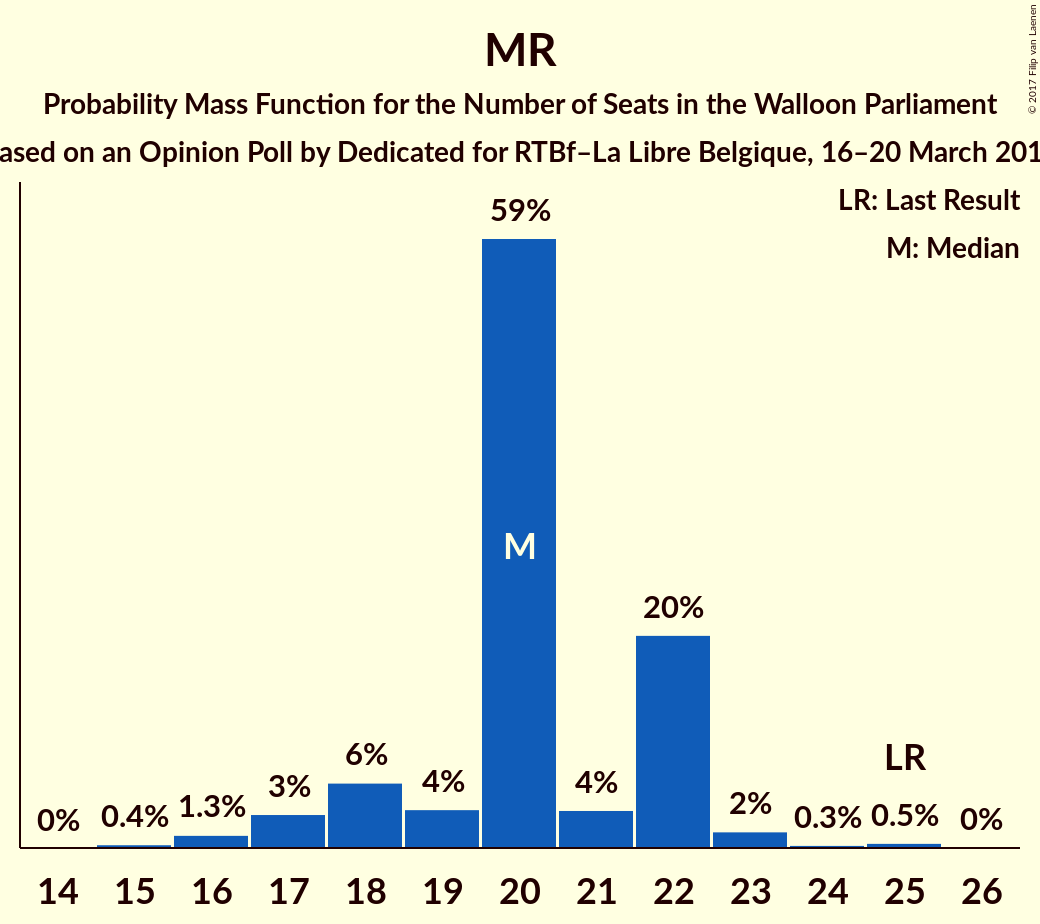 MR
Probability Mass Function for the Number of Seats in the Walloon Parliament
on an Opinion Poll by Dedicated for RTBf–La Libre Belgique, 16–20 March
© 2017 Filip van Laenen
LR: Last Result
M: Median
59%
M
20%
6%
4%
3%
1.3%
0.4%
0%
4%
2%
0.3%
LR
0.5%
0%
14 15 16 17 18 19 20 21 22 23 24 25 26